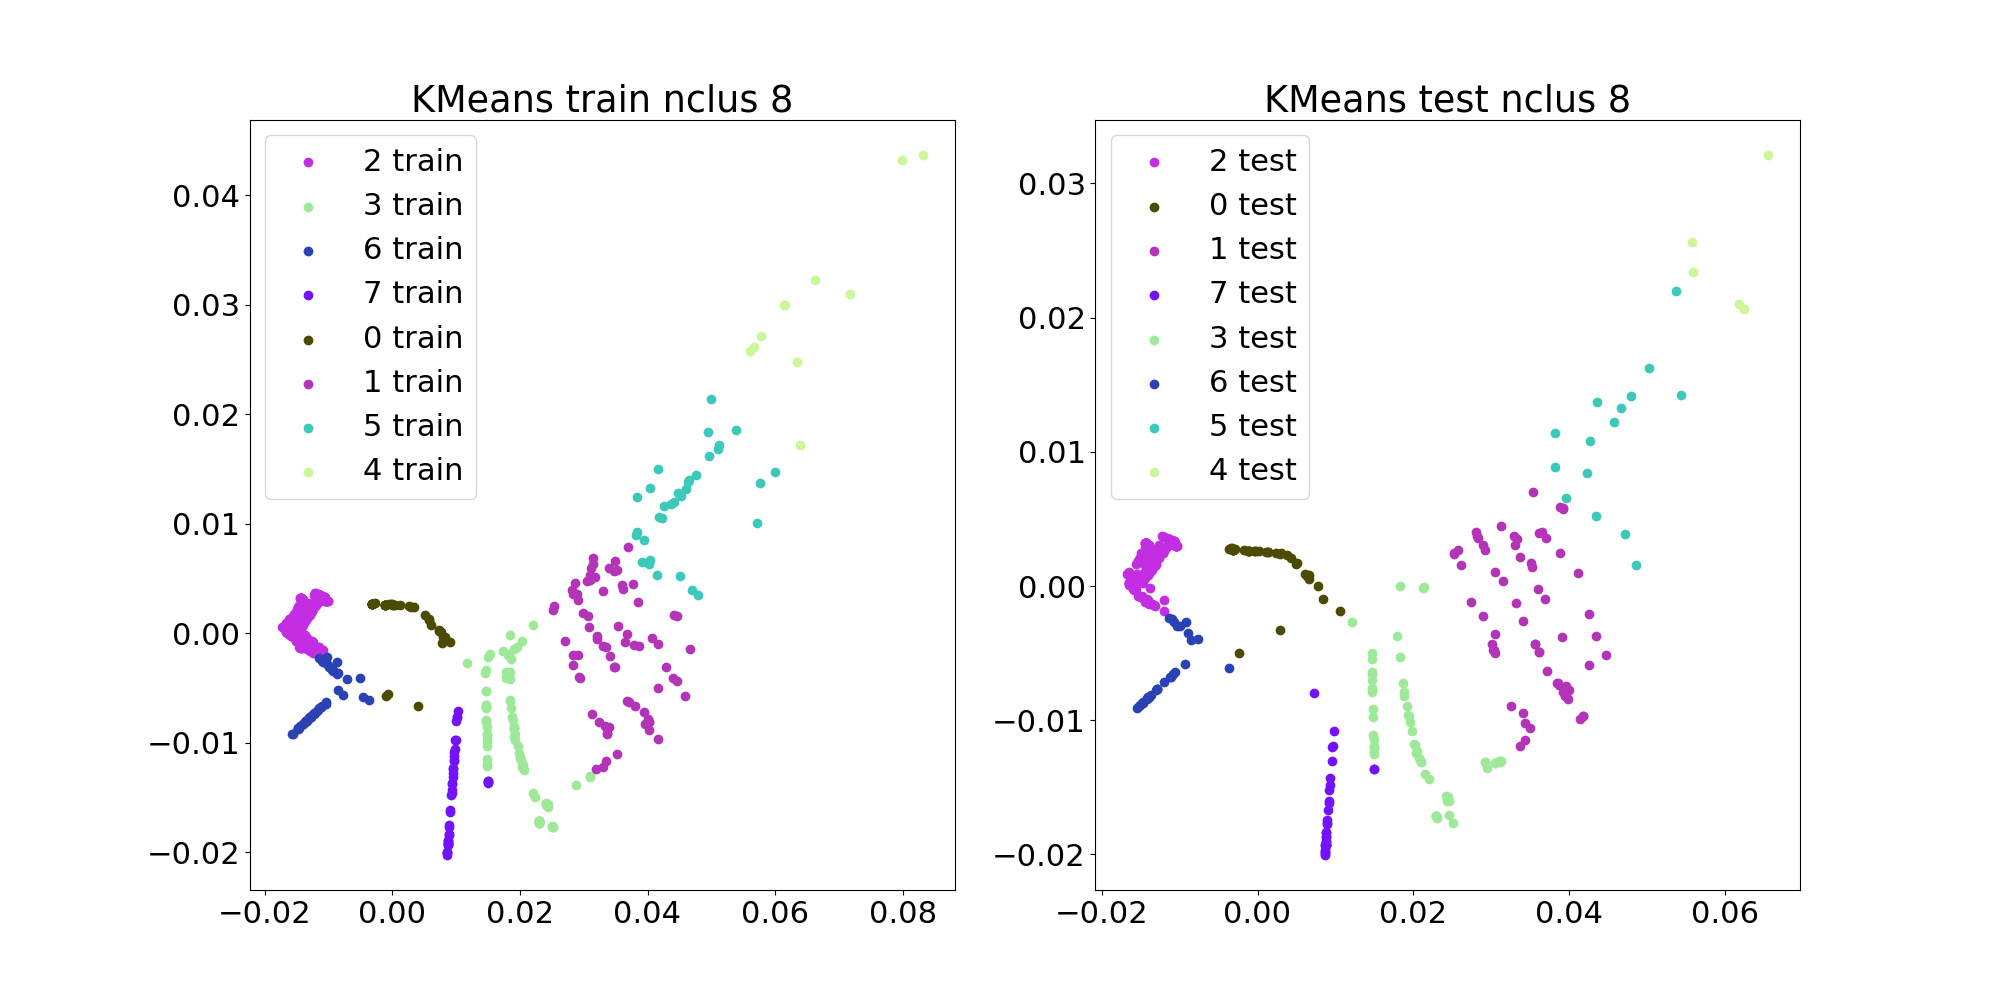 KMeans train nclus 8
2 train
3 train
6 train
7 train
0 train
1 train
5 train
4 train
0.04
0.03
0.02
0.01
0.00
−0.01
−0.02
−0.02 0.00 0.02 0.04 0.06 0.08
KMeans test nclus 8
2 test
0 test
1 test
7 test
3 test
6 test
5 test
4 test
0.03
0.02
0.01
0.00
−0.01
−0.02
−0.02 0.00 0.02 0.04 0.06